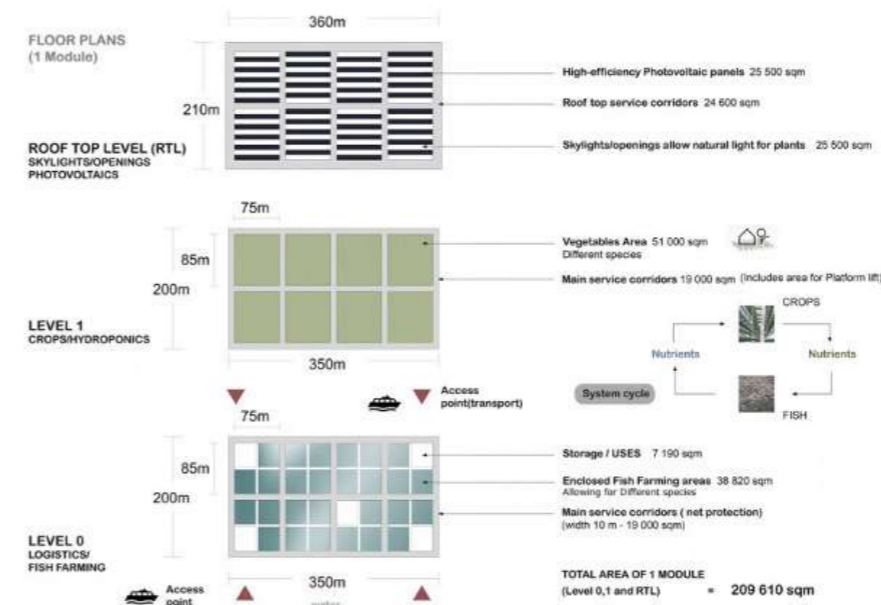 FLOOR PLANS
(1 Module)
360m
210m
High-efficiency Photovoltaic panels 25 500 sqm
Roof top service corridors 24 600 sqm
Skylights/openings allow natural light for plants 25 500 sqm
ROOF TOP LEVEL (RTL)
SKYLIGHTS/OPENINGS
PHOTOVOLTAICS
75m
85m
200m
Vegetables Area 51 000 sqm
Different species
Main service corridors 19 000 sqm (Includes area for Platform lift)
LEVEL 1
CROPS/HYDROPONICS
350m
CROPS
Nutrients
Nutrients
System cycle
FISH
Access
point(transport)
75m
85m
200m
Storage / USES 7 190 sqm
Enclosed Fish Farming areas 38 820 sqm
Allowing for Different species
Main service corridors ( net protection)
(width 10 m - 19 000 sqm)
LEVEL 0
LOGISTICS/
FISH FARMING
350m
Access
point
TOTAL AREA OF 1 MODULE
(Level 0,1 and RTL) = 209 610 sqm